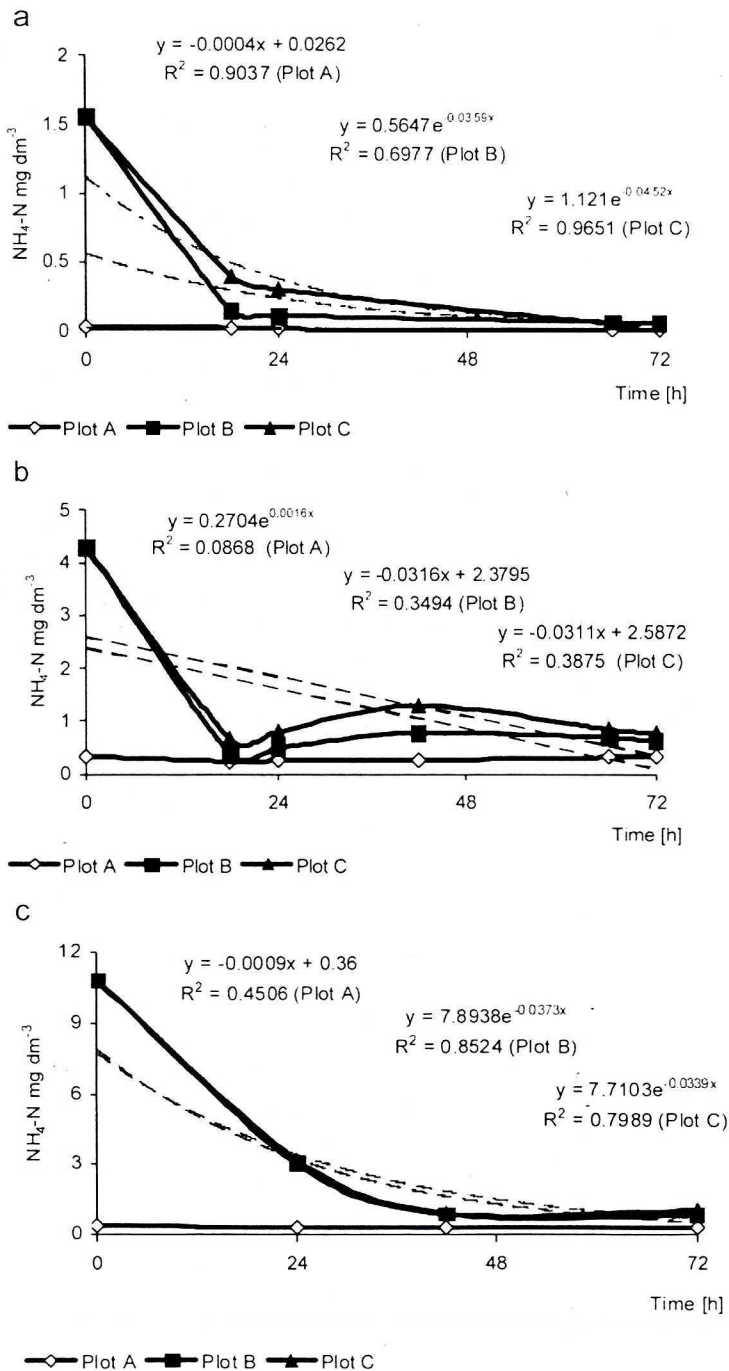 a
y = -0.0004x + 0.0262
R² = 0.9037 (Plot A)
y = 0.5647e^-0.0359x
R² = 0.6977 (Plot B)
y = 1.121e^-0.0452x
R² = 0.9651 (Plot C)
NH₄-N mg dm⁻³
2
1.5
1
0.5
0
0 24 48 72
Time [h]
Plot A Plot B Plot C
b
y = 0.2704e^0.0016x
R² = 0.0868 (Plot A)
y = -0.0316x + 2.3795
R² = 0.3494 (Plot B)
y = -0.0311x + 2.5872
R² = 0.3875 (Plot C)
NH₄-N mg dm⁻³
5
4
3
2
1
0
0 24 48 72
Time [h]
Plot A Plot B Plot C
c
y = -0.0009x + 0.36
R² = 0.4506 (Plot A)
y = 7.8938e^-0.0373x
R² = 0.8524 (Plot B)
y = 7.7103e^-0.0339x
R² = 0.7989 (Plot C)
NH₄-N mg dm⁻³
12
9
6
3
0
0 24 48 72
Time [h]
Plot A Plot B Plot C